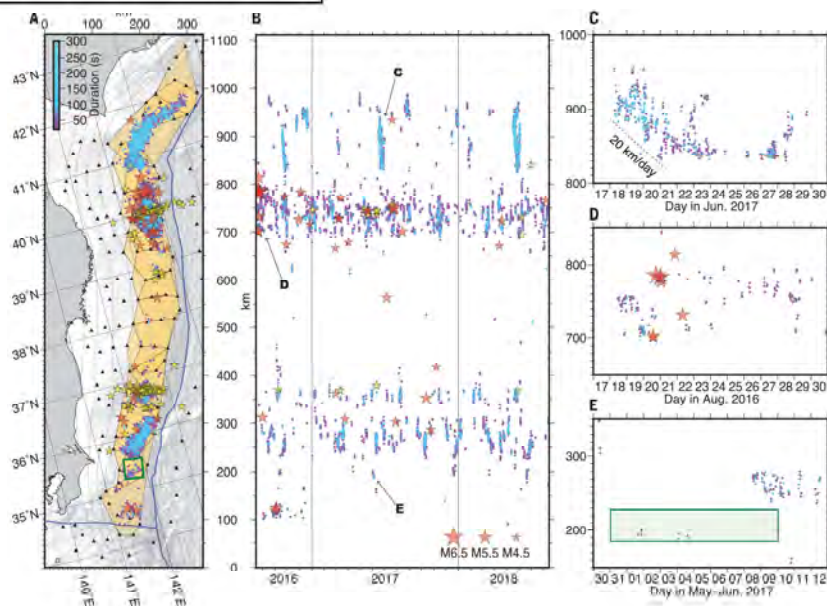 A
0 100 200 300
300
250
200
150
100
50
Duration (s)
43°N
42°N
41°N
40°N
39°N
38°N
37°N
36°N
35°N
140°E
141°E
142°E
B
km
1100
1000
900
800
700
600
500
400
300
200
100
0
C
D
E
M6.5 M5.5 M4.5
2016 2017 2018
C
1000
900
800
20 km/day
17 18 19 20 21 22 23 24 25 26 27 28 29 30
Day in Jun. 2017
D
800
700
17 18 19 20 21 22 23 24 25 26 27 28 29 30
Day in Aug. 2016
E
300
200
30 31 01 02 03 04 05 06 07 08 09 10 11 12
Day in May-Jun. 2017